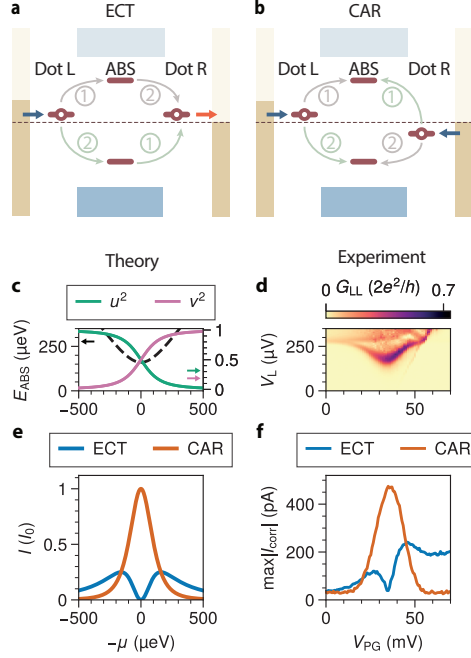 a ECT
b CAR
Dot L ABS Dot R
1 2
2 1
Dot L ABS Dot R
1 1
2 2
Theory
Experiment
c u² v²
d 0 G_LL (2e²/h) 0.7
E_ABS (μeV)
250
0
1
0.5
0
−500 0 500
V_L (μV)
250
0
0 50
e ECT CAR
f ECT CAR
I (I₀)
1
0.5
0
−500 0 500
−μ (μeV)
max|I_corr| (pA)
400
200
0
0 50
V_PG (mV)